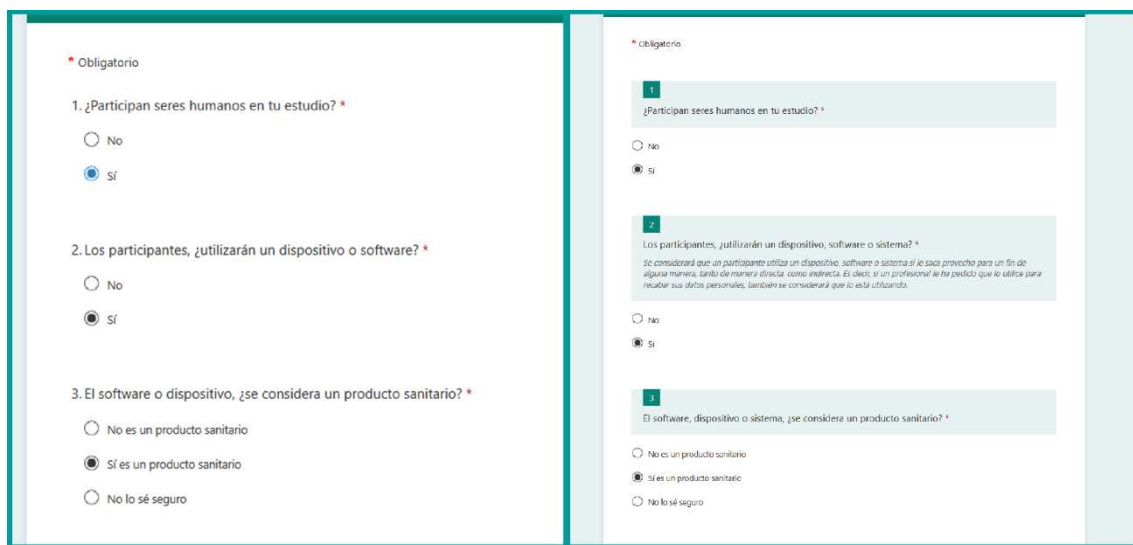 * Obligatorio
1. ¿Participan seres humanos en tu estudio? *
No
Sí
2. Los participantes, ¿utilizarán un dispositivo o software? *
No
Sí
3. El software o dispositivo, ¿se considera un producto sanitario? *
No es un producto sanitario
Sí es un producto sanitario
No lo sé seguro
* Obligatorio
1
¿Participan seres humanos en tu estudio? *
No
Sí
2
Los participantes, ¿utilizarán un dispositivo, software o sistema? *
Se considerará que un participante utiliza un dispositivo, software o sistema si le saca provecho para un fin de
alguna manera, tanto de manera directa, como indirecta. Es decir, si un profesional le ha pedido que lo utilice para
recabar sus datos personales, también se considerará que lo está utilizando.
No
Sí
3
El software, dispositivo o sistema, ¿se considera un producto sanitario? *
No es un producto sanitario
Sí es un producto sanitario
No lo sé seguro